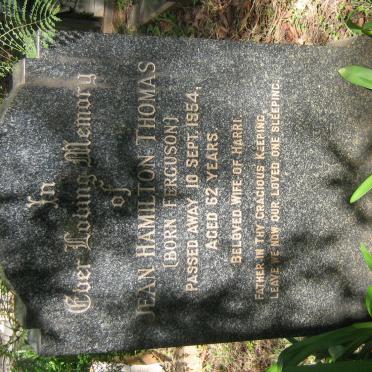 In
Ever Loving Memory
of
JEAN HAMILTON THOMAS
(BORN FERGUSON)
PASSED AWAY 10 SEPT. 1954,
AGED 62 YEARS.
BELOVED WIFE OF HARRI.
FATHER IN THY GRACIOUS KEEPING,
LEAVE WE NOW OUR LOVED ONE SLEEPING.